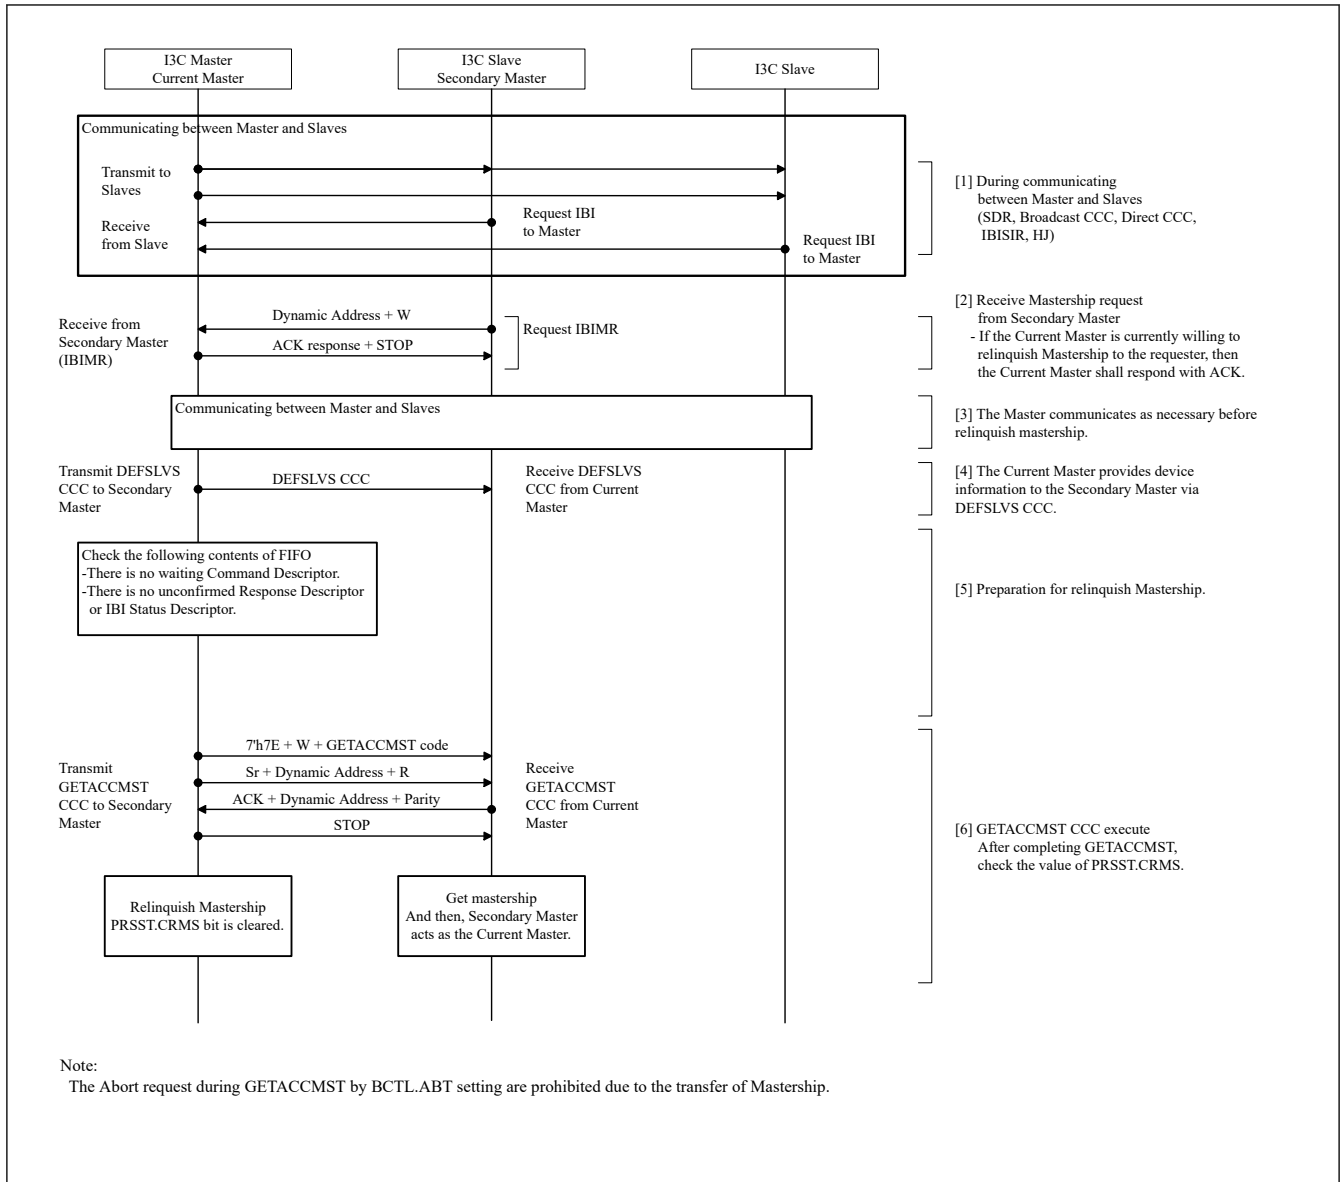 I3C Master
Current Master
I3C Slave
Secondary Master
I3C Slave
Communicating between Master and Slaves
Transmit to
Slaves
Receive
from Slave
Request IBI
to Master
Request IBI
to Master
[1] During communicating
between Master and Slaves
(SDR, Broadcast CCC, Direct CCC,
IBISIR, HJ)
Receive from
Secondary Master
(IBIMR)
Dynamic Address + W
ACK response + STOP
Request IBIMR
[2] Receive Mastership request
from Secondary Master
- If the Current Master is currently willing to
relinquish Mastership to the requester, then
the Current Master shall respond with ACK.
Communicating between Master and Slaves
[3] The Master communicates as necessary before
relinquish mastership.
Transmit DEFSLVS
CCC to Secondary
Master
DEFSLVS CCC
Receive DEFSLVS
CCC from Current
Master
[4] The Current Master provides device
information to the Secondary Master via
DEFSLVS CCC.
Check the following contents of FIFO
-There is no waiting Command Descriptor.
-There is no unconfirmed Response Descriptor
or IBI Status Descriptor.
[5] Preparation for relinquish Mastership.
Transmit
GETACCMST
CCC to Secondary
Master
7'h7E + W + GETACCMST code
Sr + Dynamic Address + R
ACK + Dynamic Address + Parity
STOP
Receive
GETACCMST
CCC from Current
Master
[6] GETACCMST CCC execute
After completing GETACCMST,
check the value of PRSST.CRMS.
Relinquish Mastership
PRSST.CRMS bit is cleared.
Get mastership
And then, Secondary Master
acts as the Current Master.
Note:
The Abort request during GETACCMST by BCTL.ABT setting are prohibited due to the transfer of Mastership.